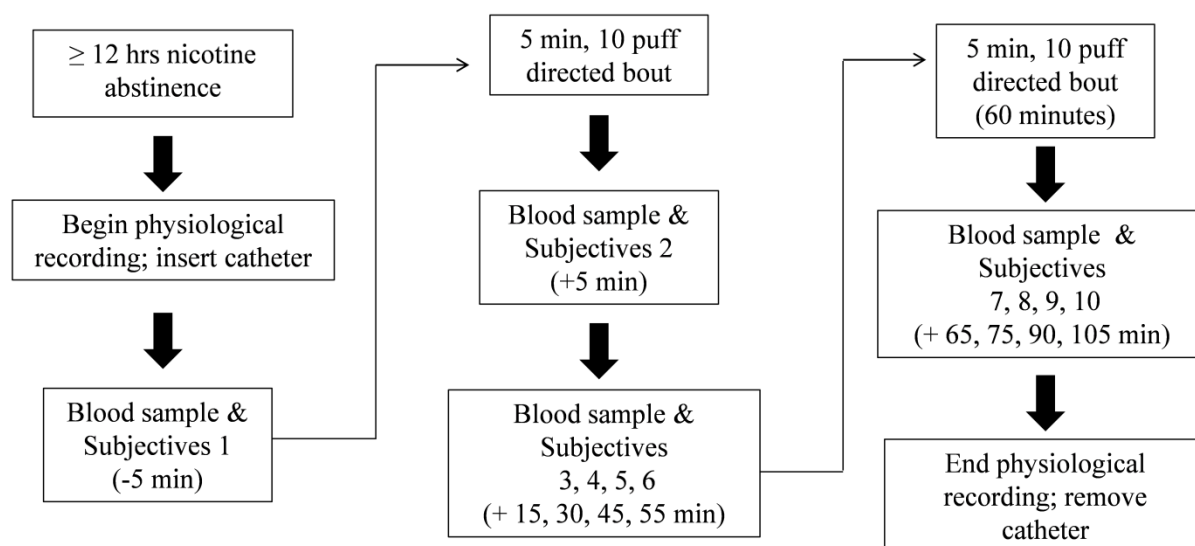 ≥ 12 hrs nicotine
abstinence
Begin physiological
recording; insert catheter
Blood sample &
Subjectives 1
(-5 min)
5 min, 10 puff
directed bout
Blood sample &
Subjectives 2
(+5 min)
Blood sample &
Subjectives
3, 4, 5, 6
(+ 15, 30, 45, 55 min)
5 min, 10 puff
directed bout
(60 minutes)
Blood sample &
Subjectives
7, 8, 9, 10
(+ 65, 75, 90, 105 min)
End physiological
recording; remove
catheter